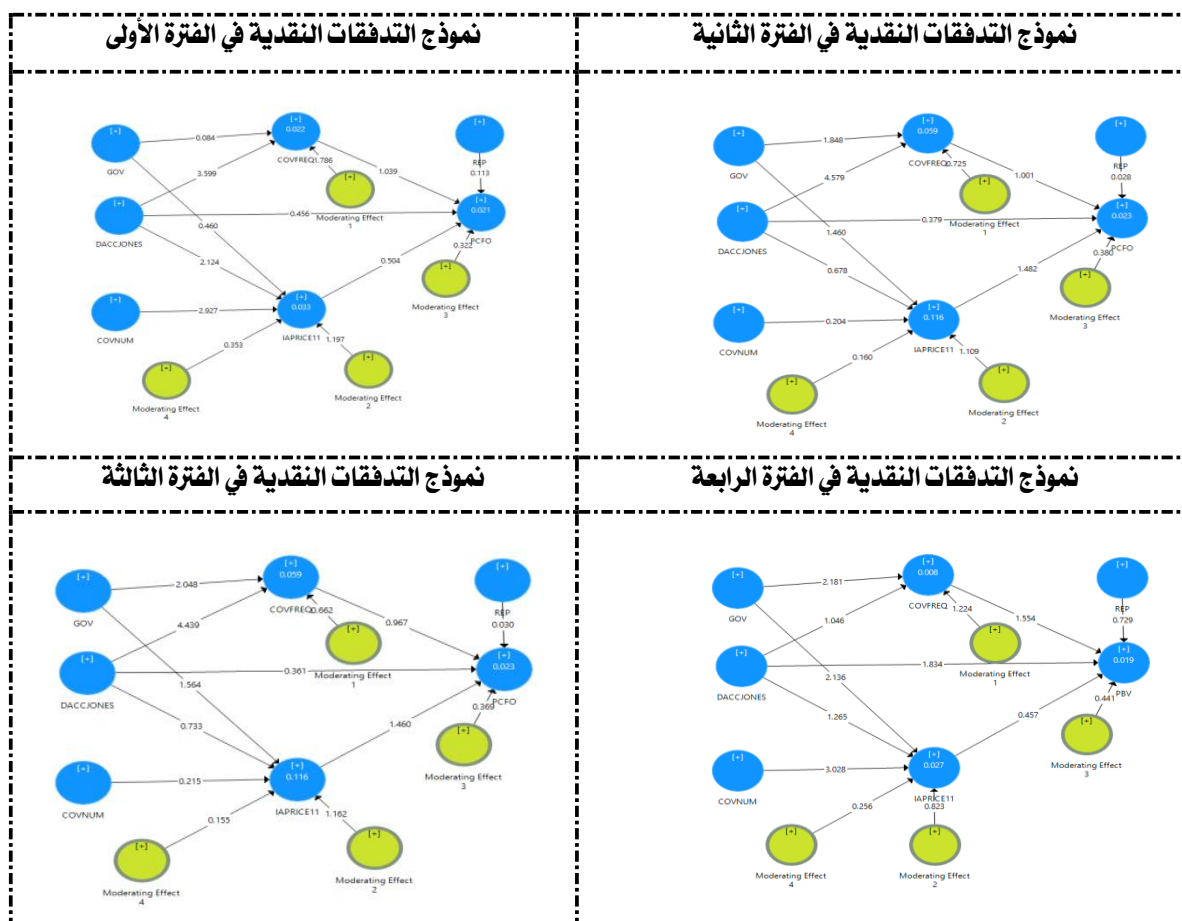 نموذج التدفقات النقدية في الفترة الأولى
[+]
GOV
[+]
0.022
COVFREQ
[+]
REP
0.084
3.599
1.786
1.039
0.113
[+]
Moderating Effect
1
[+]
DACCJONES
0.456
[+]
0.021
PCFO
0.460
2.124
0.504
0.322
[+]
Moderating Effect
3
[+]
COVNUM
2.927
[+]
0.033
IAPRICE11
0.353
1.197
[+]
Moderating Effect
4
[+]
Moderating Effect
2
نموذج التدفقات النقدية في الفترة الثانية
[+]
GOV
[+]
0.059
COVFREQ
[+]
REP
1.848
4.579
0.725
1.001
0.028
[+]
Moderating Effect
1
[+]
DACCJONES
0.379
[+]
0.023
PCFO
1.460
0.678
1.482
0.380
[+]
Moderating Effect
3
[+]
COVNUM
0.204
[+]
0.116
IAPRICE11
0.160
1.109
[+]
Moderating Effect
4
[+]
Moderating Effect
2
نموذج التدفقات النقدية في الفترة الثالثة
[+]
GOV
[+]
0.059
COVFREQ
[+]
REP
2.048
4.439
0.662
0.967
0.030
[+]
Moderating Effect
1
[+]
DACCJONES
0.361
[+]
0.023
PCFO
1.564
0.733
1.460
0.369
[+]
Moderating Effect
3
[+]
COVNUM
0.215
[+]
0.116
IAPRICE11
0.155
1.162
[+]
Moderating Effect
4
[+]
Moderating Effect
2
نموذج التدفقات النقدية في الفترة الرابعة
[+]
GOV
[+]
0.008
COVFREQ
[+]
REP
2.181
1.046
1.224
1.554
0.729
[+]
Moderating Effect
1
[+]
DACCJONES
1.834
[+]
0.019
PBV
2.136
1.265
0.457
0.441
[+]
Moderating Effect
3
[+]
COVNUM
3.028
[+]
0.027
IAPRICE11
0.256
0.823
[+]
Moderating Effect
4
[+]
Moderating Effect
2